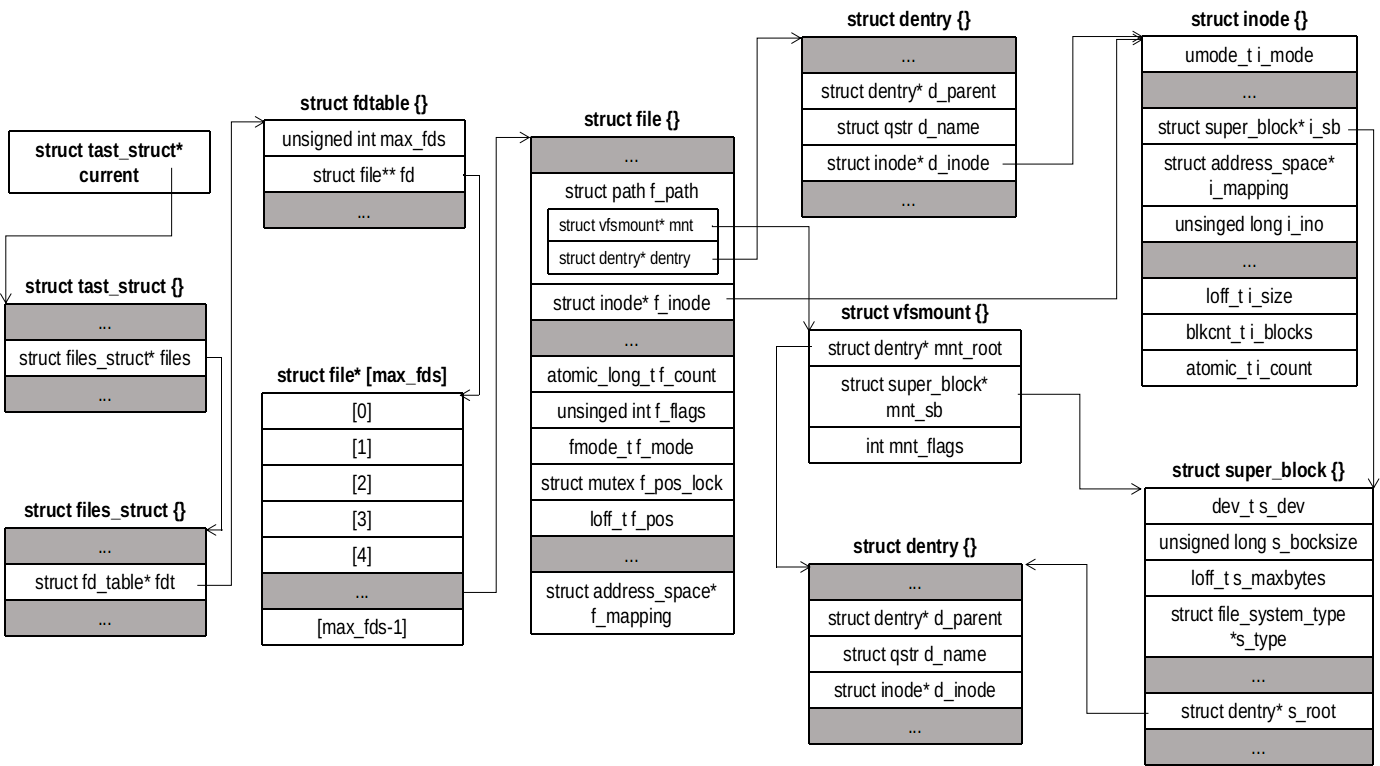 struct tast_struct*
current
struct tast_struct {}
...
struct files_struct* files
...
struct files_struct {}
...
struct fd_table* fdt
...
struct fdtable {}
unsigned int max_fds
struct file** fd
...
struct file* [max_fds]
[0]
[1]
[2]
[3]
[4]
...
[max_fds-1]
struct file {}
...
struct path f_path
struct vfsmount* mnt
struct dentry* dentry
struct inode* f_inode
...
atomic_long_t f_count
unsinged int f_flags
fmode_t f_mode
struct mutex f_pos_lock
loff_t f_pos
...
struct address_space*
f_mapping
struct dentry {}
...
struct dentry* d_parent
struct qstr d_name
struct inode* d_inode
...
struct vfsmount {}
struct dentry* mnt_root
struct super_block*
mnt_sb
int mnt_flags
struct dentry {}
...
struct dentry* d_parent
struct qstr d_name
struct inode* d_inode
...
struct inode {}
umode_t i_mode
...
struct super_block* i_sb
struct address_space*
i_mapping
unsinged long i_ino
...
loff_t i_size
blkcnt_t i_blocks
atomic_t i_count
struct super_block {}
dev_t s_dev
unsigned long s_bocksize
loff_t s_maxbytes
struct file_system_type
*s_type
...
struct dentry* s_root
...